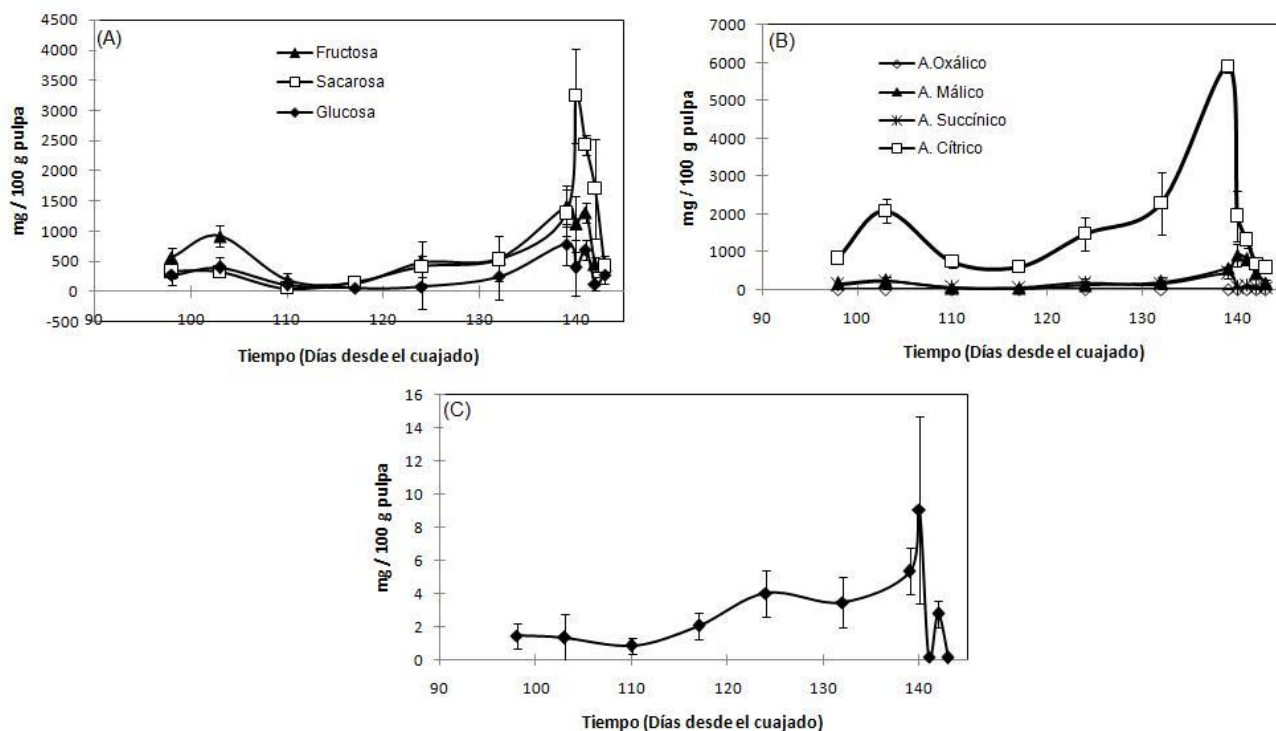 (A)
4500
4000
3500
3000
2500
2000
1500
1000
500
0
-500
mg / 100 g pulpa
Fructosa
Sacarosa
Glucosa
90 100 110 120 130 140
Tiempo (Días desde el cuajado)
(B)
7000
6000
5000
4000
3000
2000
1000
0
mg / 100 g pulpa
A.Oxálico
A. Málico
A. Succínico
A. Cítrico
90 100 110 120 130 140
Tiempo (Días desde el cuajado)
(C)
16
14
12
10
8
6
4
2
0
mg / 100 g pulpa
90 100 110 120 130 140
Tiempo (Días desde el cuajado)